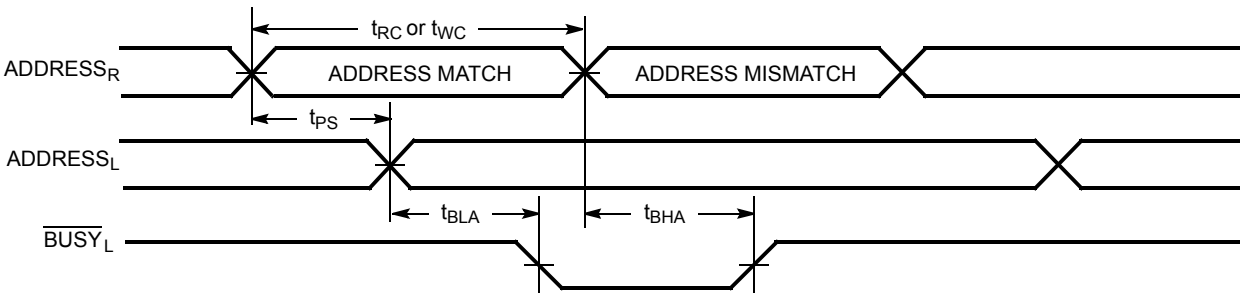 tRC or tWC
ADDRESSR
ADDRESS MATCH
ADDRESS MISMATCH
tPS
ADDRESSL
tBLA
tBHA
BUSYL